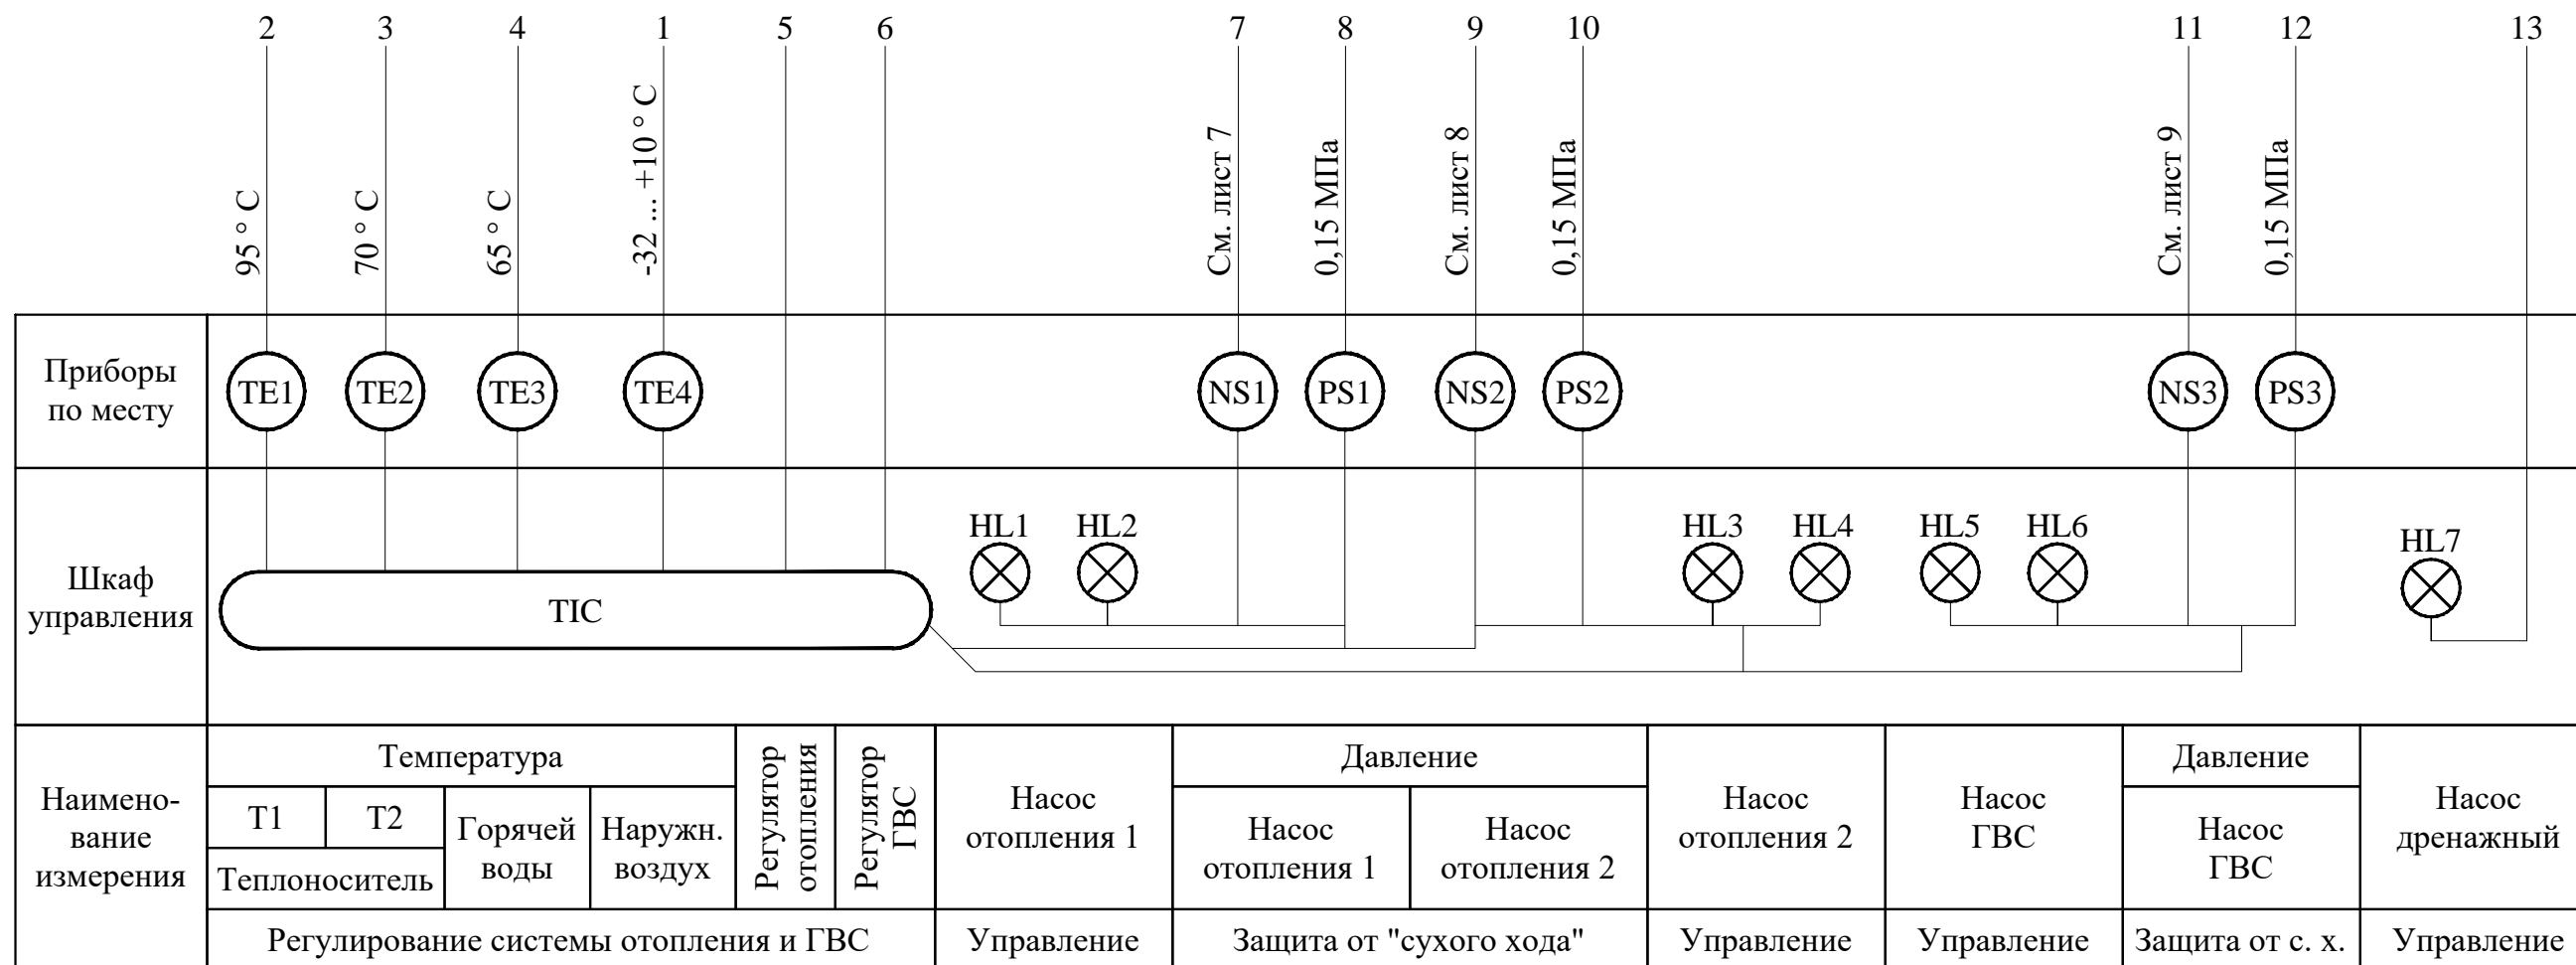 2 3 4 1 5 6 7 8 9 10 11 12 13
95 ° C
70 ° C
65 ° C
-32 ... +10 ° C
См. лист 7
0,15 МПа
См. лист 8
0,15 МПа
См. лист 9
0,15 МПа
Приборы
по месту
TE1 TE2 TE3 TE4 NS1 PS1 NS2 PS2 NS3 PS3
Шкаф
управления
TIC
HL1 HL2 HL3 HL4 HL5 HL6 HL7
Наимено-
вание
измерения
Температура
Т1 Т2
Теплоноситель
Горячей
воды
Наружн.
воздух
Регулятор
отопления
Регулятор
ГВС
Насос
отопления 1
Давление
Насос
отопления 1
Насос
отопления 2
Насос
отопления 2
Насос
ГВС
Давление
Насос
ГВС
Насос
дренажный
Регулирование системы отопления и ГВС
Управление
Защита от "сухого хода"
Управление
Управление
Защита от с. х.
Управление